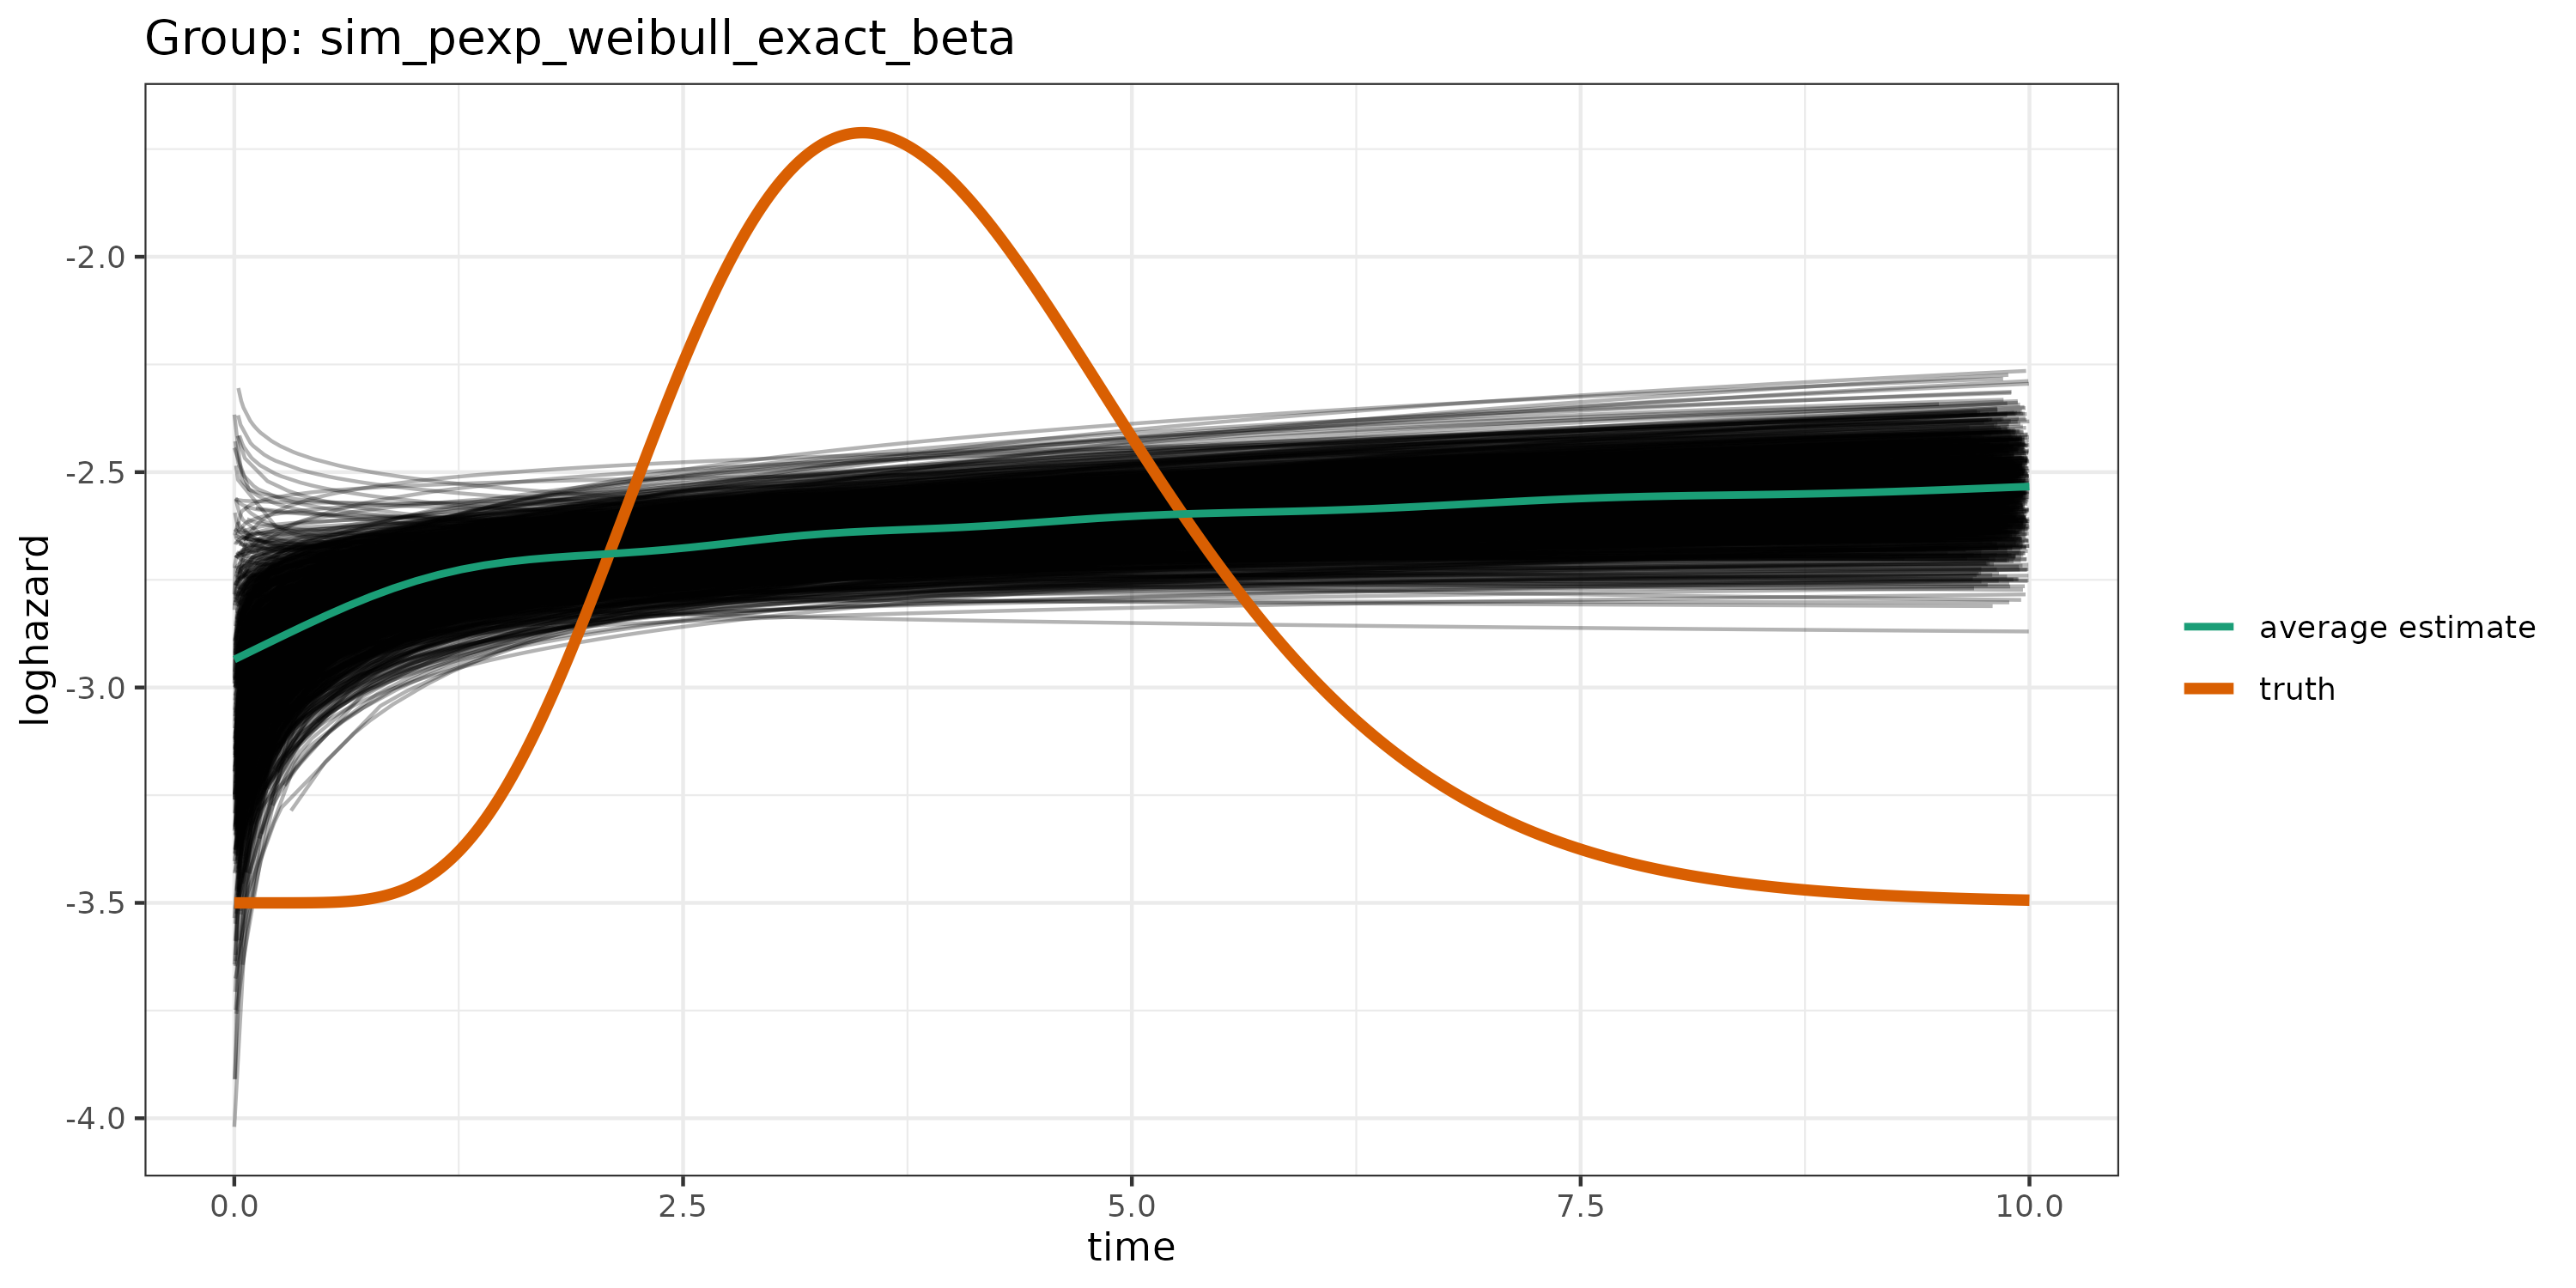 Group: sim_pexp_weibull_exact_beta
loghazard
-2.0
-2.5
-3.0
-3.5
-4.0
0.0 2.5 5.0 7.5 10.0
time
average estimate
truth